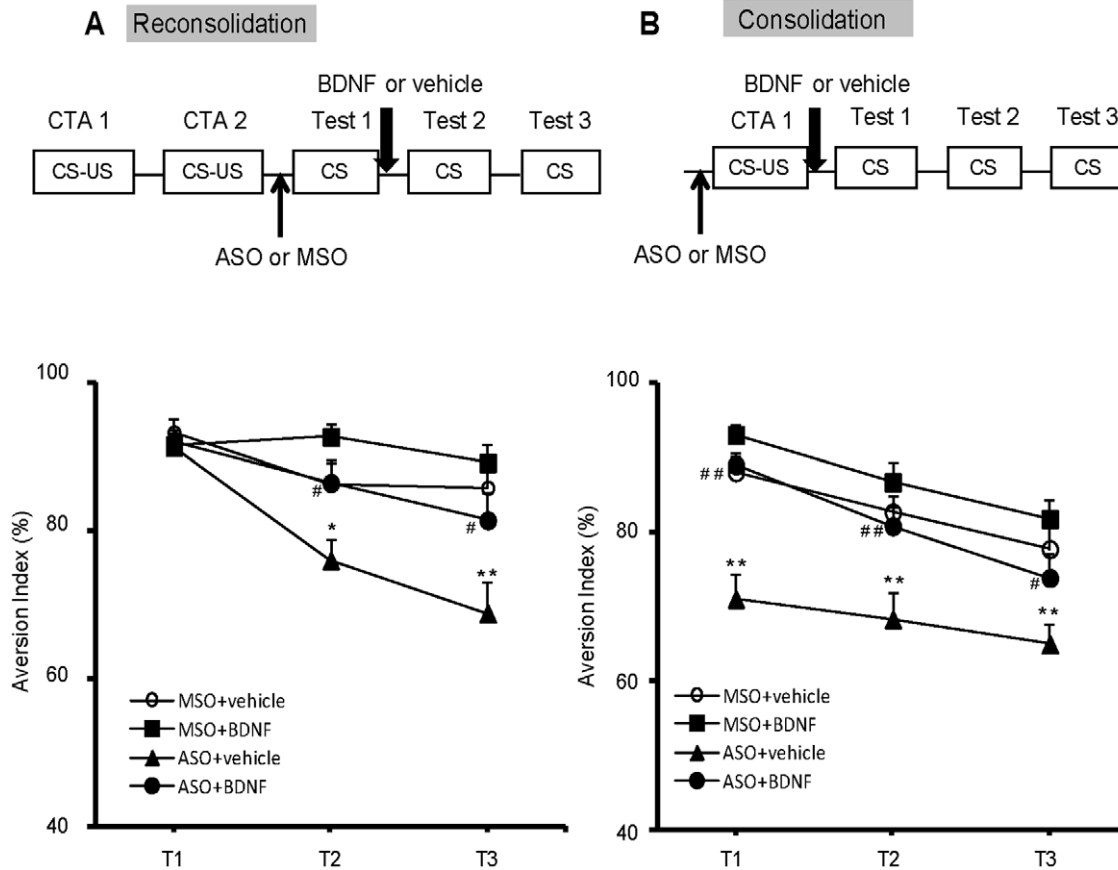 A Reconsolidation
BDNF or vehicle
CTA 1 CTA 2 Test 1 Test 2 Test 3
CS-US CS-US CS CS CS
ASO or MSO
100
80
60
40
Aversion Index (%)
#
*
#
**
MSO+vehicle
MSO+BDNF
ASO+vehicle
ASO+BDNF
T1 T2 T3
B Consolidation
BDNF or vehicle
CTA 1 Test 1 Test 2 Test 3
CS-US CS CS CS
ASO or MSO
100
80
60
40
Aversion Index (%)
##
**
##
**
#
**
MSO+vehicle
MSO+BDNF
ASO+vehicle
ASO+BDNF
T1 T2 T3